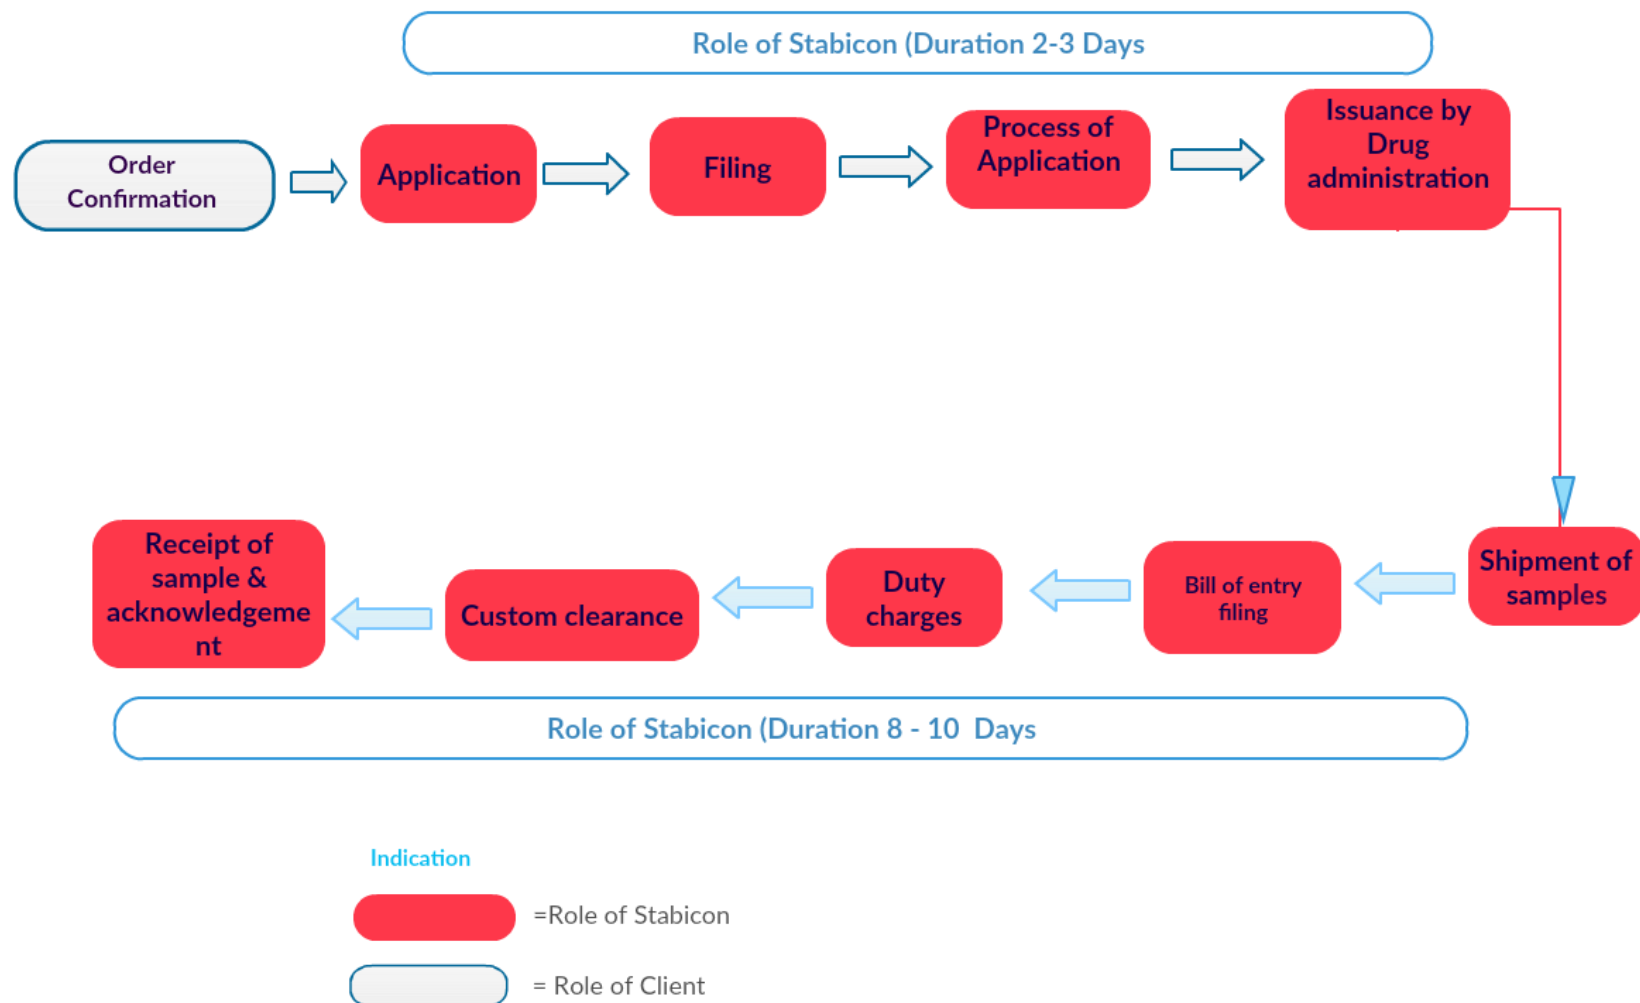 Role of Stabicon (Duration 2-3 Days
Order
Confirmation
Application
Filing
Process of
Application
Issuance by
Drug
administration
Shipment of
samples
Bill of entry
filing
Duty
charges
Custom clearance
Receipt of
sample &
acknowledgeme
nt
Role of Stabicon (Duration 8 - 10  Days
Indication
=Role of Stabicon
= Role of Client